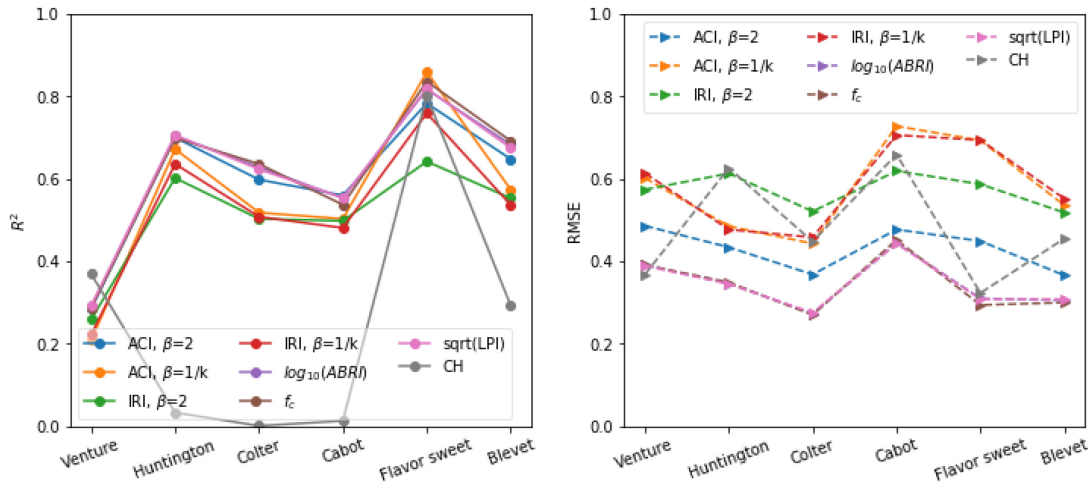 1.0
0.8
0.6
0.4
0.2
0.0
R²
ACI, β=2
ACI, β=1/k
IRI, β=2
IRI, β=1/k
log₁₀(ABRI)
f_c
sqrt(LPI)
CH
Venture
Huntington
Colter
Cabot
Flavor sweet
Blevet
1.0
0.8
0.6
0.4
0.2
0.0
RMSE
ACI, β=2
ACI, β=1/k
IRI, β=2
IRI, β=1/k
log₁₀(ABRI)
f_c
sqrt(LPI)
CH
Venture
Huntington
Colter
Cabot
Flavor sweet
Blevet